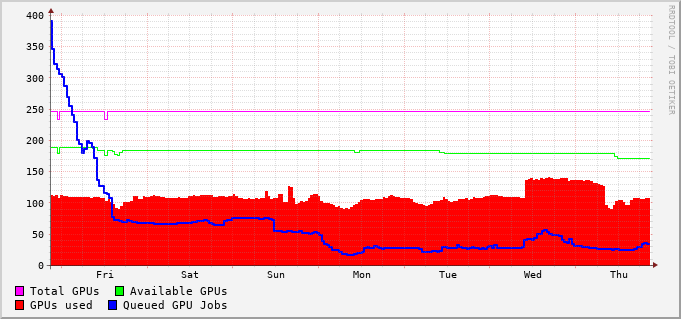 400
350
300
250
200
150
100
50
0
Fri Sat Sun Mon Tue Wed Thu
Total GPUs Available GPUs
GPUs used Queued GPU Jobs
RRDTOOL / TOBI OETIKER